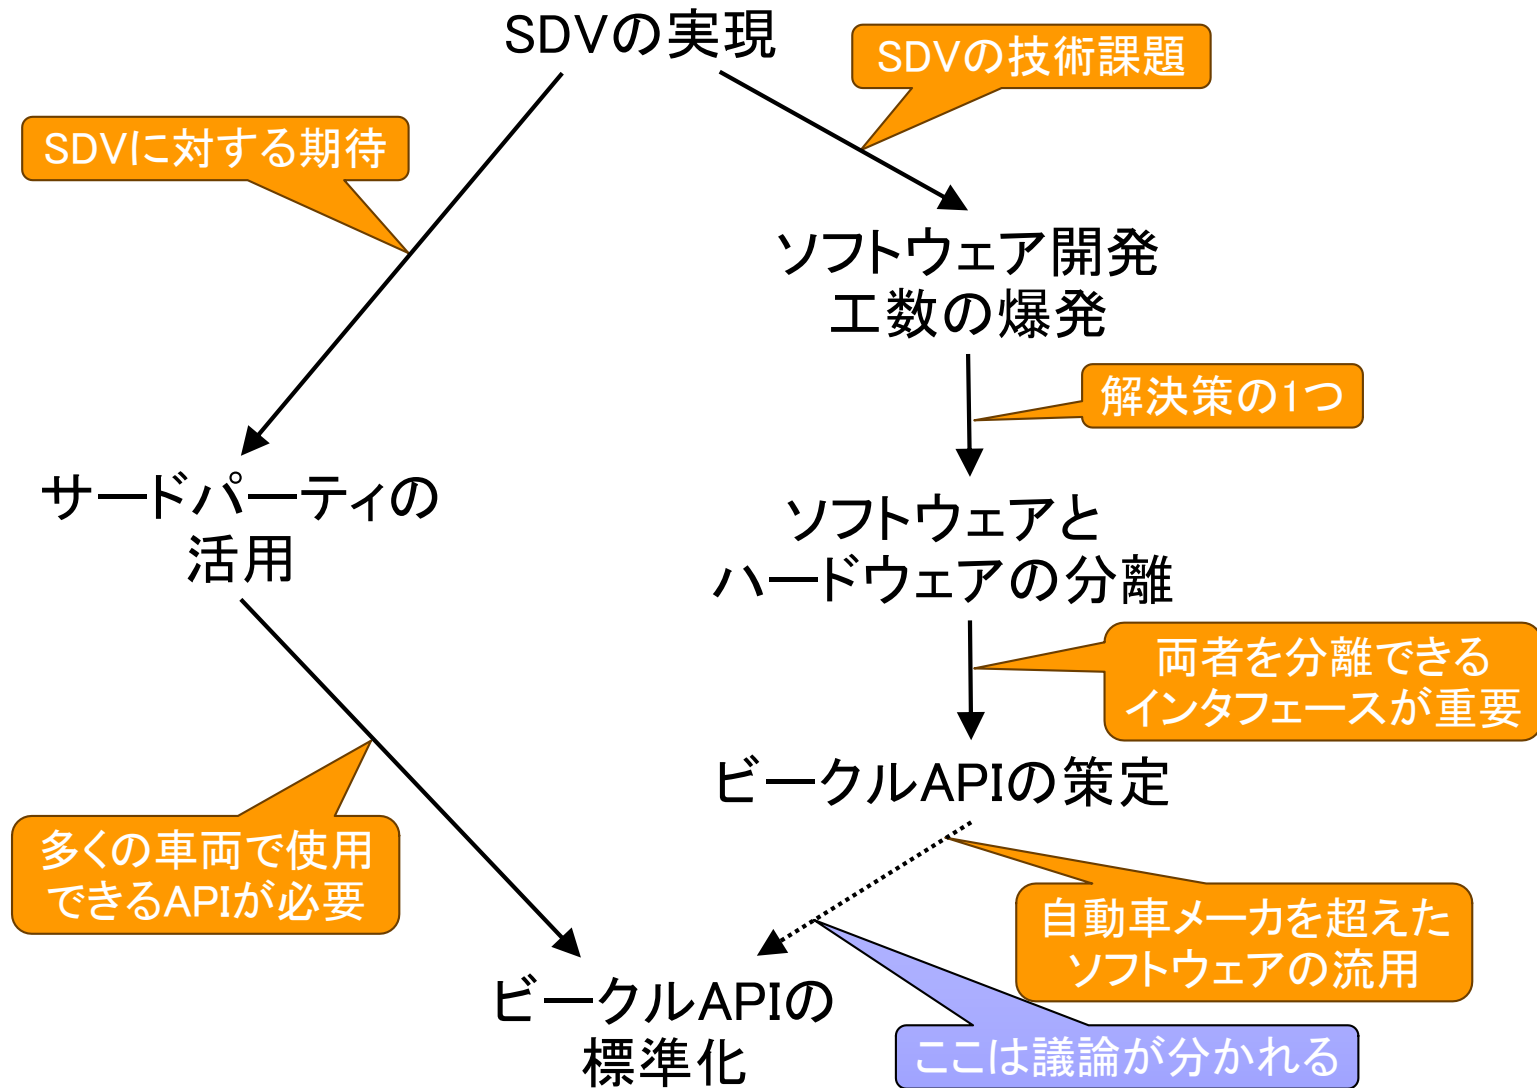 SDVの実現
SDVの技術課題
SDVに対する期待
ソフトウェア開発
工数の爆発
解決策の1つ
サードパーティの
活用
ソフトウェアと
ハードウェアの分離
両者を分離できる
インタフェースが重要
ビークルAPIの策定
多くの車両で使用
できるAPIが必要
自動車メーカを超えた
ソフトウェアの流用
ビークルAPIの
標準化
ここは議論が分かれる